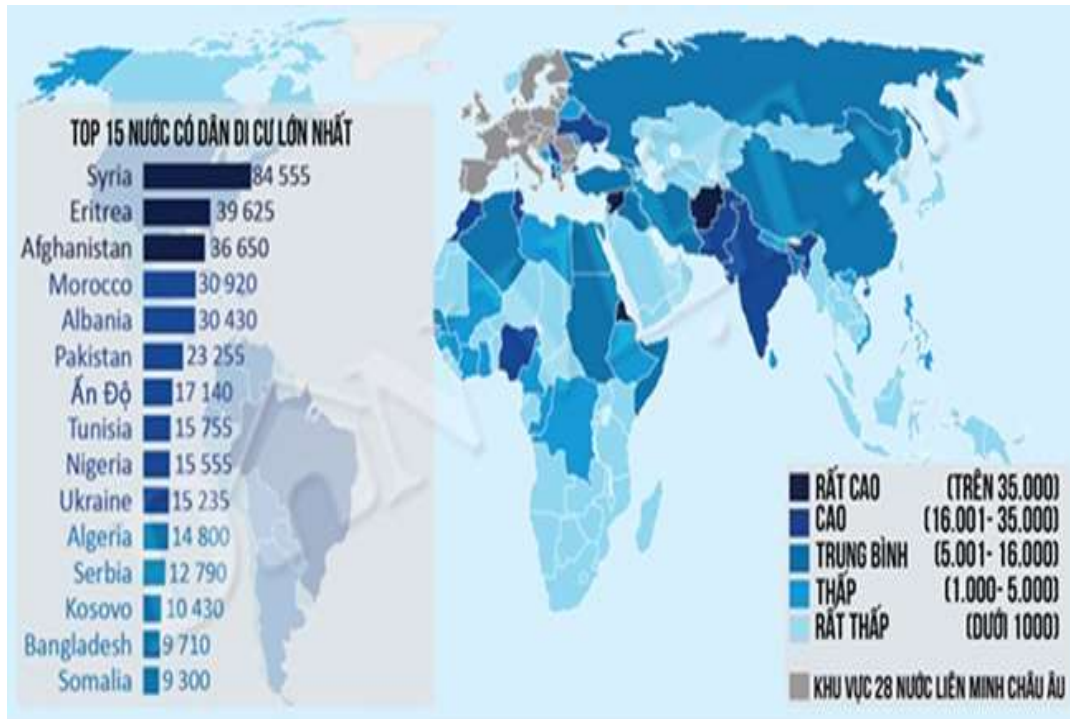 TOP 15 NƯỚC CÓ DÂN DI CƯ LỚN NHẤT
Syria 84 555
Eritrea 39 625
Afghanistan 36 650
Morocco 30 920
Albania 30 430
Pakistan 23 255
Ấn Độ 17 140
Tunisia 15 755
Nigeria 15 555
Ukraine 15 235
Algeria 14 800
Serbia 12 790
Kosovo 10 430
Bangladesh 9 710
Somalia 9 300
RẤT CAO (TRÊN 35.000)
CAO (16.001- 35.000)
TRUNG BÌNH (5.001- 16.000)
THẤP (1.000- 5.000)
RẤT THẤP (DƯỚI 1000)
KHU VỰC 28 NƯỚC LIÊN MINH CHÂU ÂU